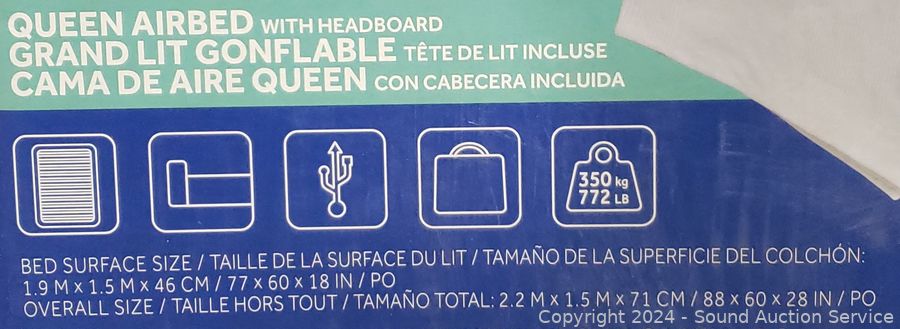 QUEEN AIRBED WITH HEADBOARD
GRAND LIT GONFLABLE TÊTE DE LIT INCLUSE
CAMA DE AIRE QUEEN CON CABECERA INCLUIDA
350 kg
772 LB
BED SURFACE SIZE / TAILLE DE LA SURFACE DU LIT / TAMAÑO DE LA SUPERFICIE DEL COLCHÓN:
1.9 M x 1.5 M x 46 CM / 77 x 60 x 18 IN / PO
OVERALL SIZE / TAILLE HORS TOUT / TAMAÑO TOTAL: 2.2 M x 1.5 M x 71 CM / 88 x 60 x 28 IN / PO
Copyright 2024 - Sound Auction Service